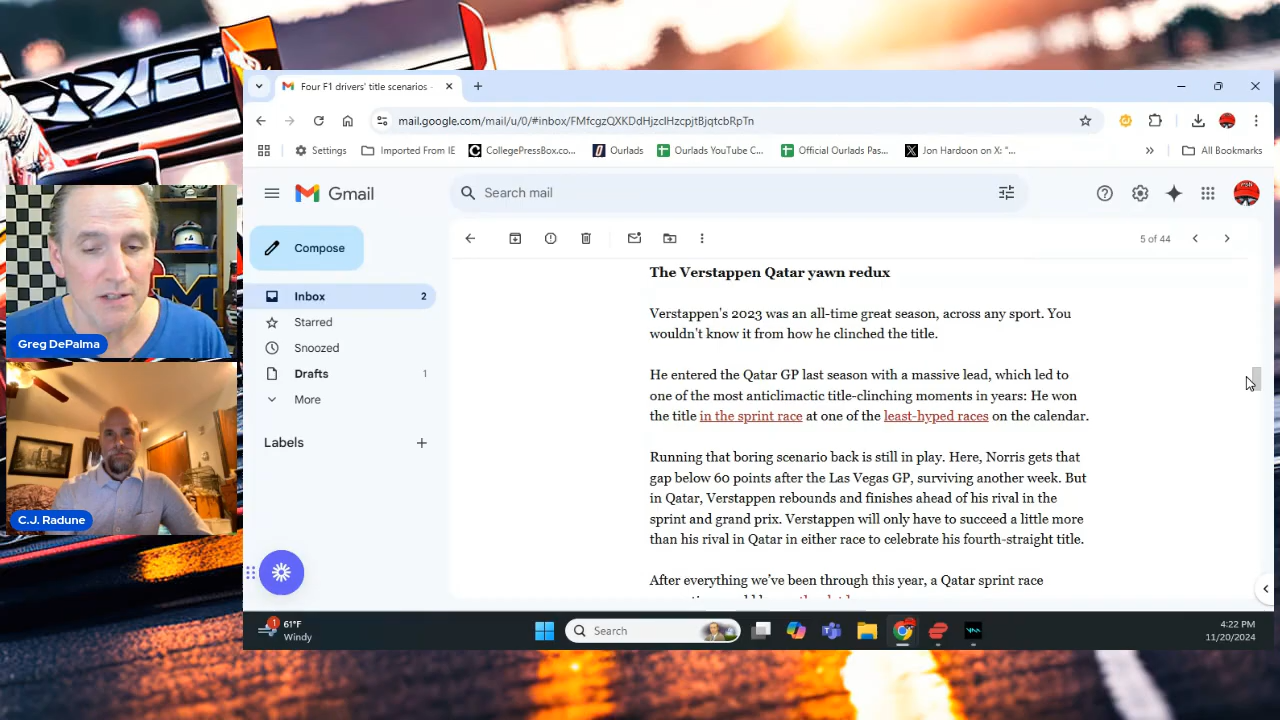 Four F1 drivers' title scenarios
mail.google.com/mail/u/0/#inbox/FMfcgzQXKDdHjzclHzcpjtBjqtcbRpTn
Settings
Imported From IE
CollegePressBox.co...
Ourlads
Ourlads YouTube -...
Official Ourlads Pas...
Jon Hardoon on X: "...
All Bookmarks
Gmail
Search mail
Compose
5 of 44
Inbox 2
Starred
Snoozed
Drafts 1
More
Labels
The Verstappen Qatar yawn redux
Verstappen's 2023 was an all-time great season, across any sport. You
wouldn't know it from how he clinched the title.
He entered the Qatar GP last season with a massive lead, which led to
one of the most anticlimactic title-clinching moments in years: He won
the title in the sprint race at one of the least-hyped races on the calendar.
Running that boring scenario back is still in play. Here, Norris gets that
gap below 60 points after the Las Vegas GP, surviving another week. But
in Qatar, Verstappen rebounds and finishes ahead of his rival in the
sprint and grand prix. Verstappen will only have to succeed a little more
than his rival in Qatar in either race to celebrate his fourth-straight title.
After everything we've been through this year, a Qatar sprint race
Greg DePalma
C.J. Radune
1
61°F
Windy
Search
4:22 PM
11/20/2024